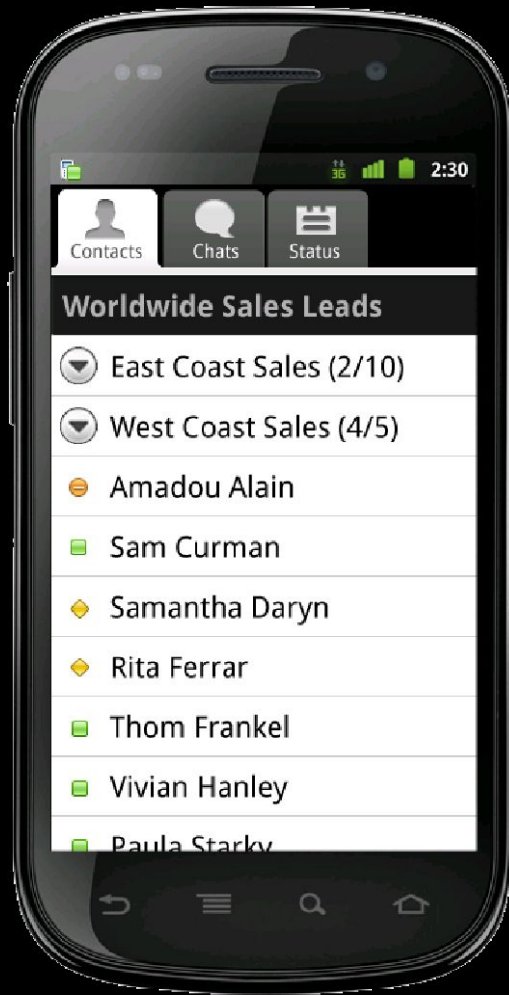 3G 2:30
Contacts Chats Status
Worldwide Sales Leads
East Coast Sales (2/10)
West Coast Sales (4/5)
Amadou Alain
Sam Curman
Samantha Daryn
Rita Ferrar
Thom Frankel
Vivian Hanley
Paula Starky